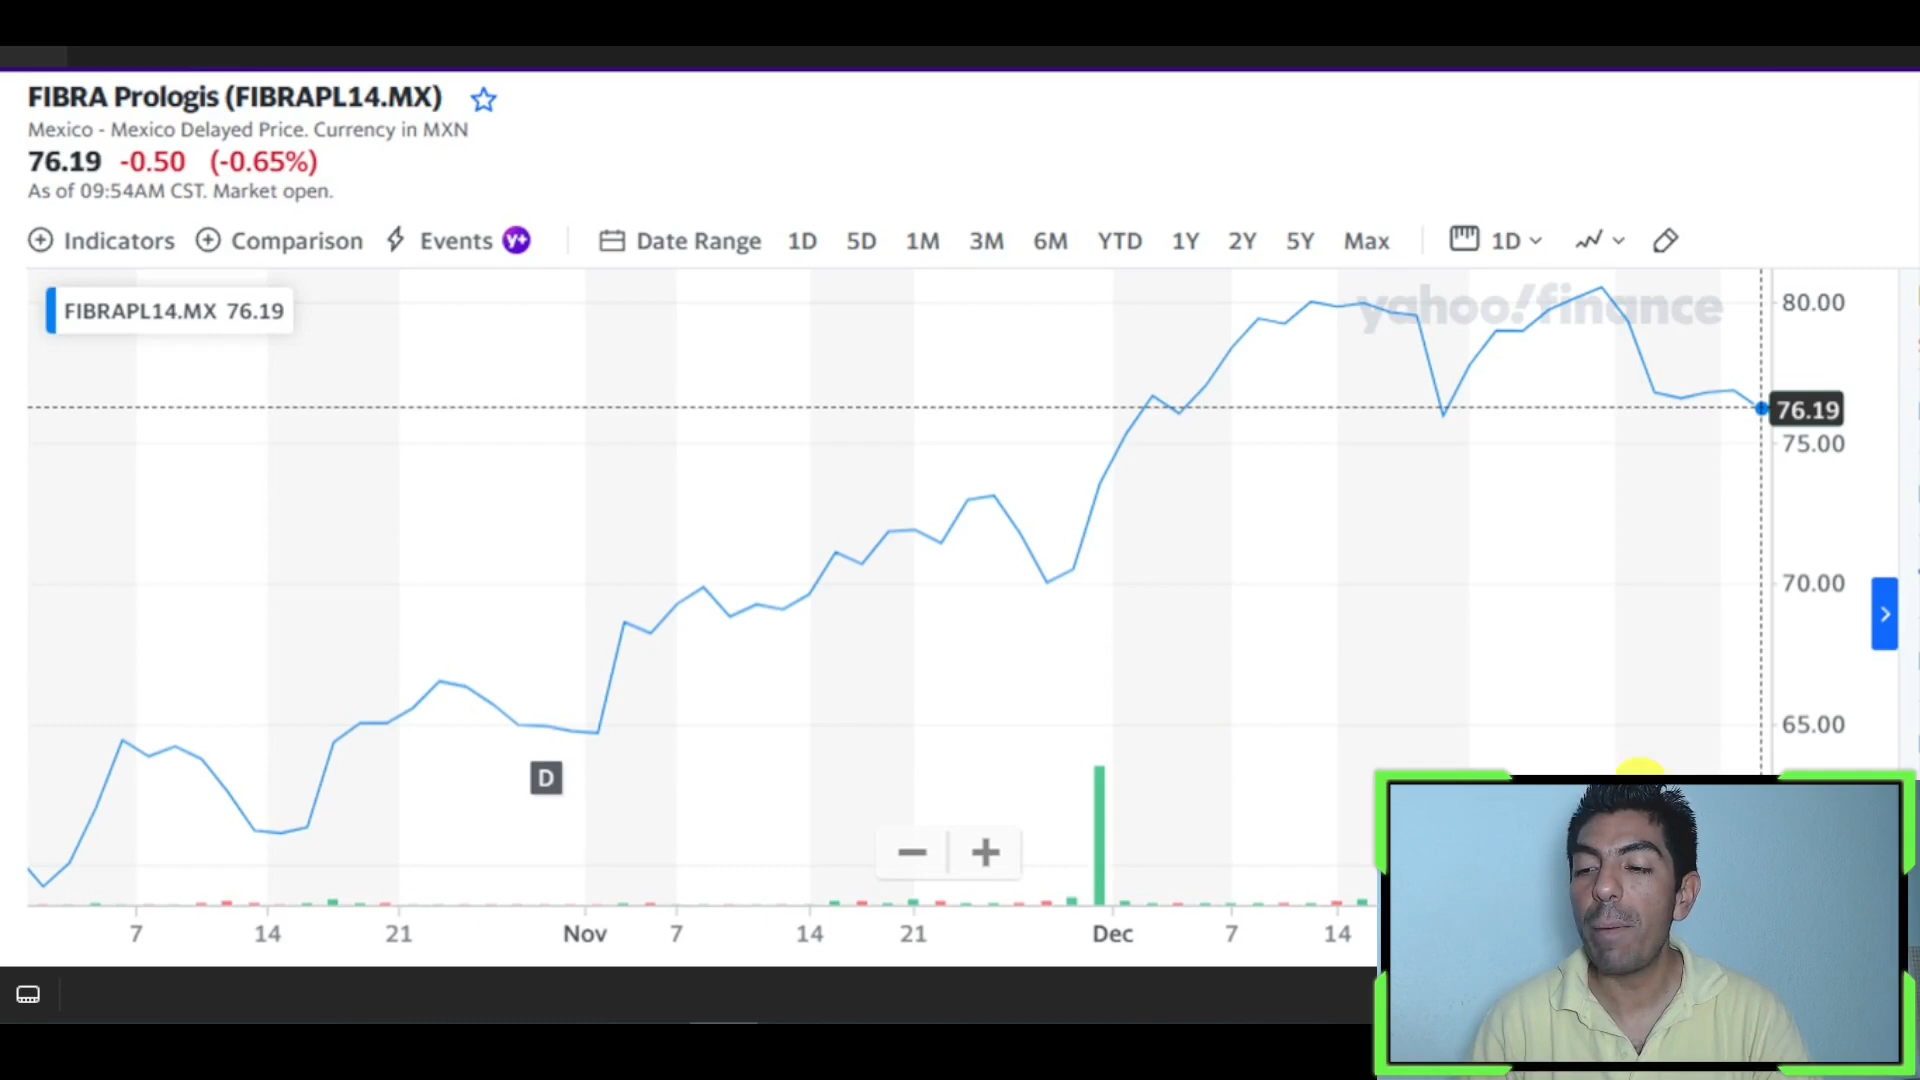 FIBRA Prologis (FIBRAPL14.MX)
Mexico - Mexico Delayed Price. Currency in MXN
76.19 -0.50 (-0.65%)
As of 09:54AM CST. Market open.
Indicators Comparison Events y+ Date Range 1D 5D 1M 3M 6M YTD 1Y 2Y 5Y Max 1D
FIBRAPL14.MX 76.19
yahoo!finance
80.00
76.19
75.00
70.00
65.00
D
7 14 21 Nov 7 14 21 Dec 7 14